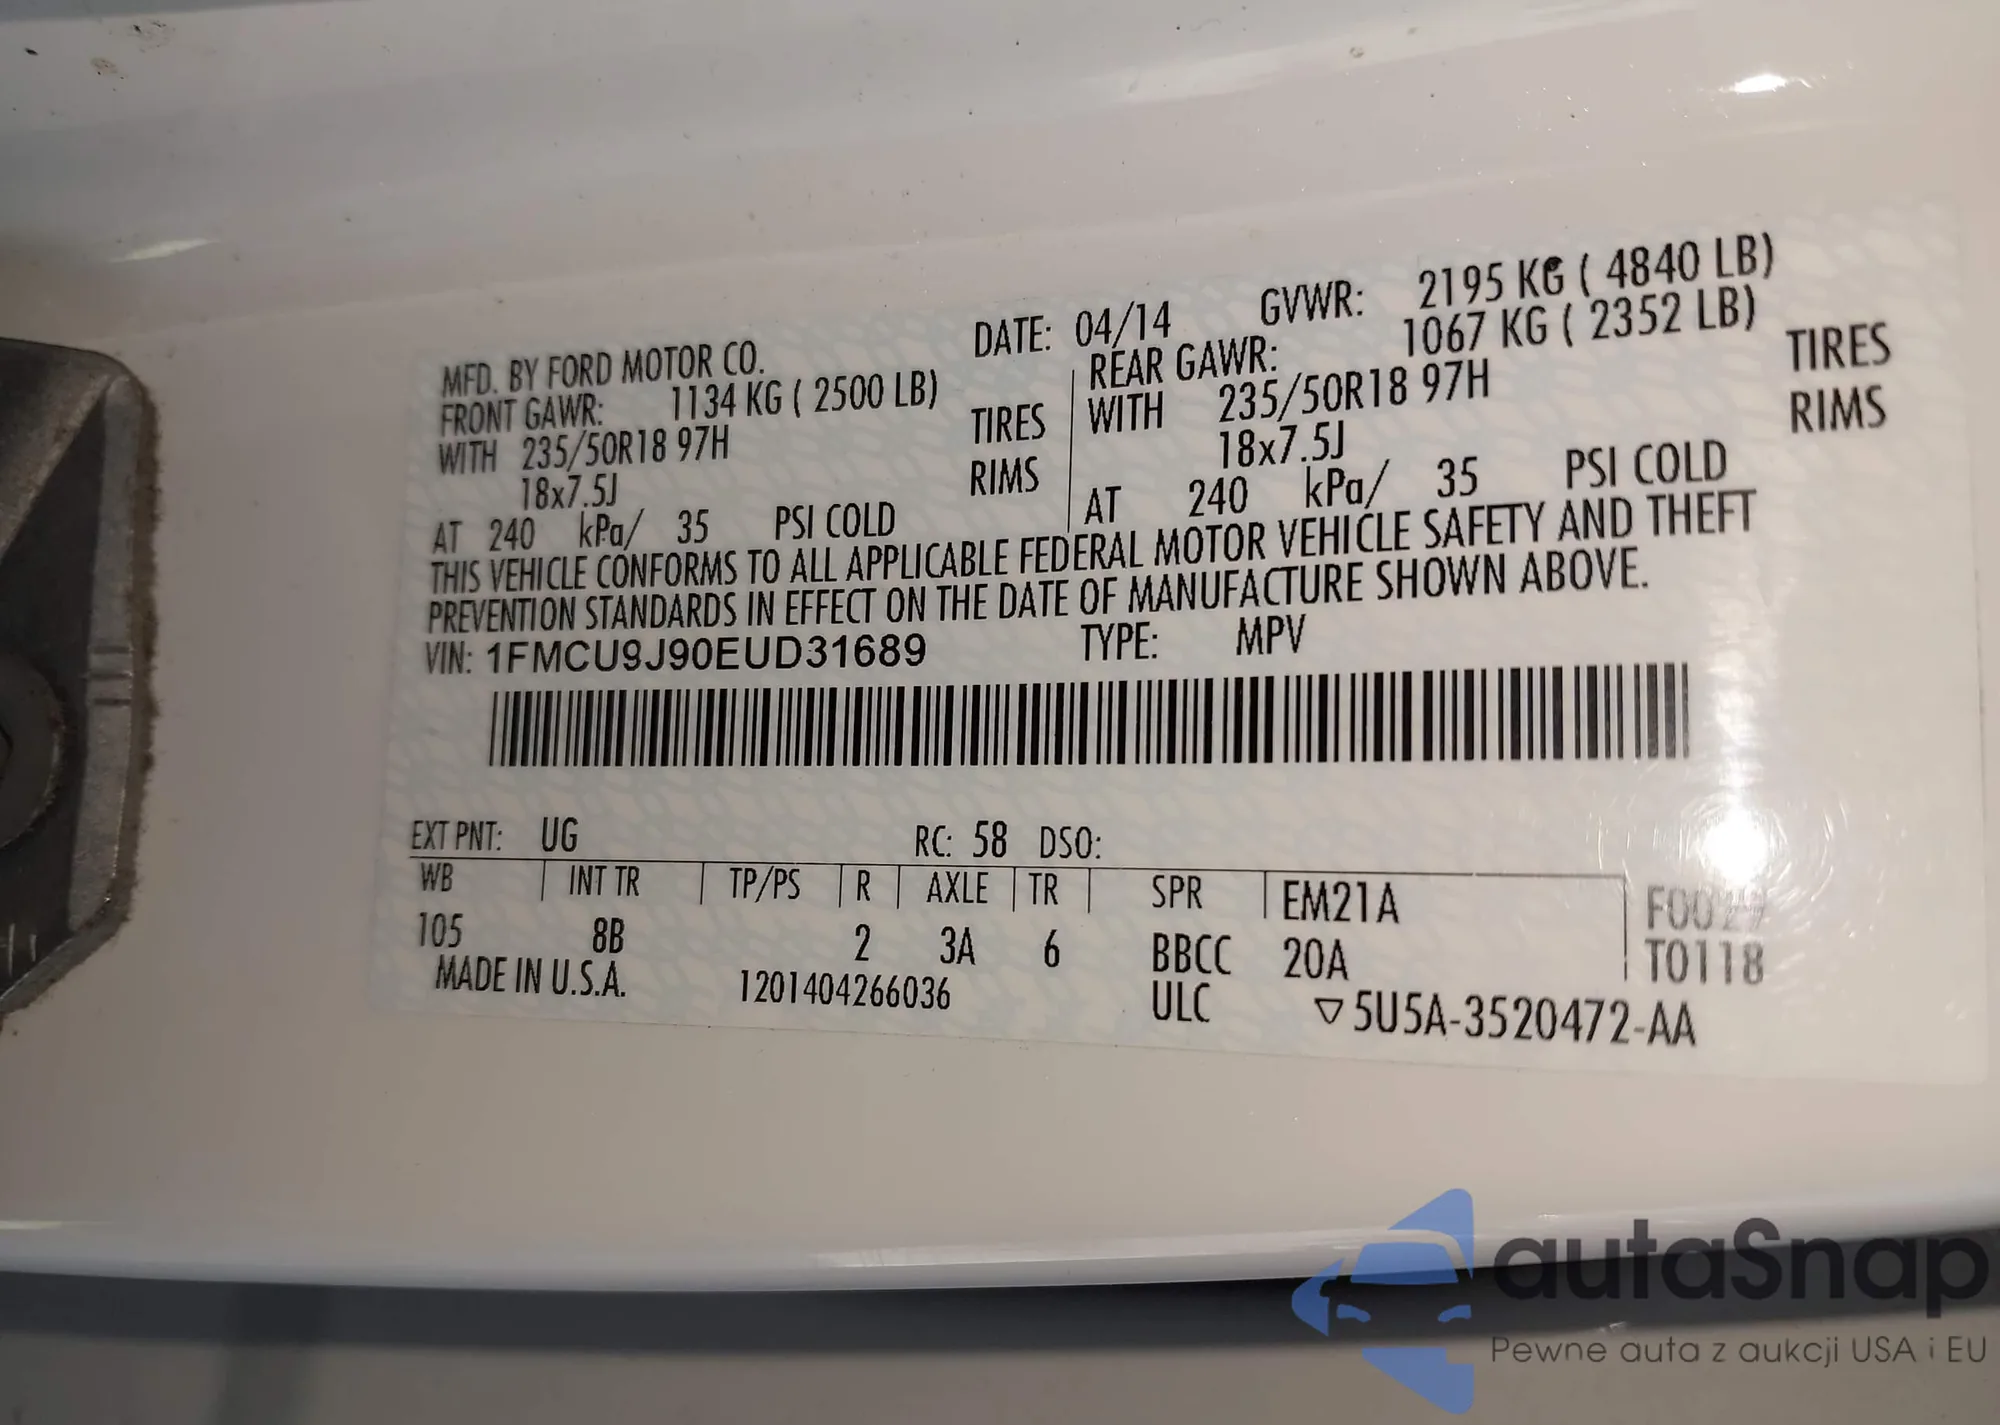 MFD. BY FORD MOTOR CO. DATE: 04/14 GVWR: 2195 KG ( 4840 LB)
FRONT GAWR: 1134 KG ( 2500 LB) REAR GAWR: 1067 KG ( 2352 LB)
WITH 235/50R18 97H TIRES WITH 235/50R18 97H TIRES
18x7.5J RIMS 18x7.5J RIMS
AT 240 kPa/ 35 PSI COLD AT 240 kPa/ 35 PSI COLD
THIS VEHICLE CONFORMS TO ALL APPLICABLE FEDERAL MOTOR VEHICLE SAFETY AND THEFT
PREVENTION STANDARDS IN EFFECT ON THE DATE OF MANUFACTURE SHOWN ABOVE.
VIN: 1FMCU9J90EUD31689 TYPE: MPV
EXT PNT: UG RC: 58 DSO:
WB INT TR TP/PS R AXLE TR SPR EM21A
105 8B 2 3A 6 BBCC 20A T0118
MADE IN U.S.A. 1201404266036 ULC ▽5U5A-3520472-AA
autaSnap
Pewne auta z aukcji USA i EU